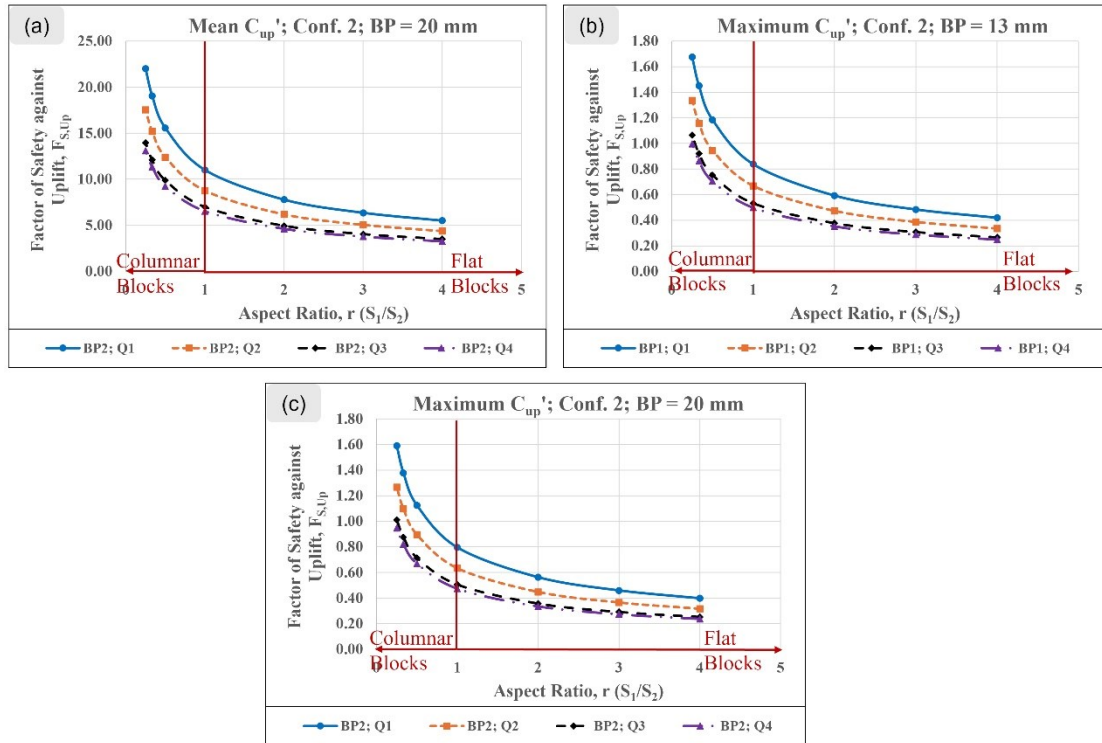 (a)
Mean Cup'; Conf. 2; BP = 20 mm
Factor of Safety against
Uplift, FS,Up
25.00
20.00
15.00
10.00
5.00
0.00
Columnar
Blocks
Flat
Blocks
0 1 2 3 4 5
Aspect Ratio, r (S1/S2)
BP2; Q1 BP2; Q2 BP2; Q3 BP2; Q4
(b)
Maximum Cup'; Conf. 2; BP = 13 mm
Factor of Safety against
Uplift, FS,Up
1.80
1.60
1.40
1.20
1.00
0.80
0.60
0.40
0.20
0.00
Columnar
Blocks
Flat
Blocks
0 1 2 3 4 5
Aspect Ratio, r (S1/S2)
BP1; Q1 BP1; Q2 BP1; Q3 BP1; Q4
(c)
Maximum Cup'; Conf. 2; BP = 20 mm
Factor of Safety against
Uplift, FS,Up
1.80
1.60
1.40
1.20
1.00
0.80
0.60
0.40
0.20
0.00
Columnar
Blocks
Flat
Blocks
0 1 2 3 4 5
Aspect Ratio, r (S1/S2)
BP2; Q1 BP2; Q2 BP2; Q3 BP2; Q4